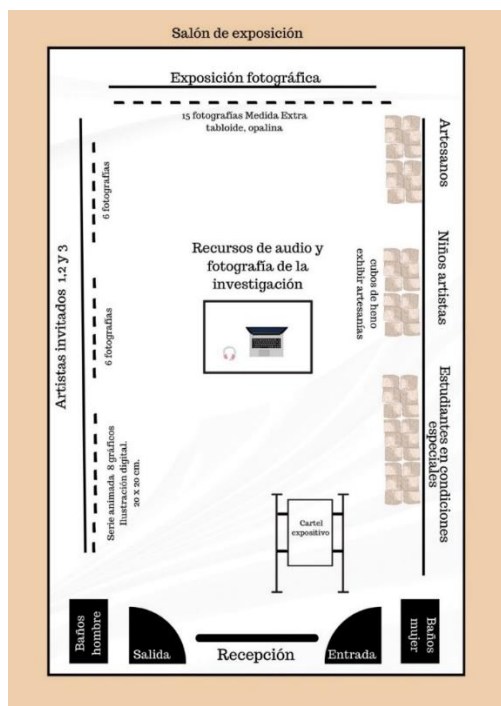 Salón de exposición
Exposición fotográfica
15 fotografías Medida Extra
tabloide, opalina
Artistas invitados 1,2 y 3
6 fotografías
6 fotografías
Serie animada 8 gráficos
Ilustración digital.
20 x 20 cm.
Recursos de audio y
fotografía de la
investigación
cubos de heno
exhibir artesanías
Artesanos
Niños artistas
Estudiantes en condiciones
especiales
Cartel
expositivo
Baños
hombre
Salida
Recepción
Entrada
Baños
mujer